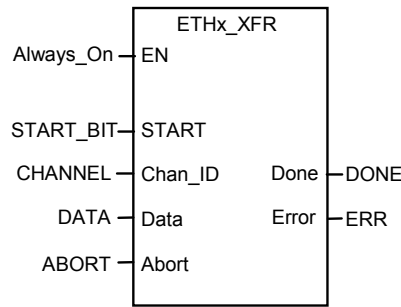 ETHx_XFR
Always_On EN
START_BIT START
CHANNEL Chan_ID Done DONE
DATA Data Error ERR
ABORT Abort